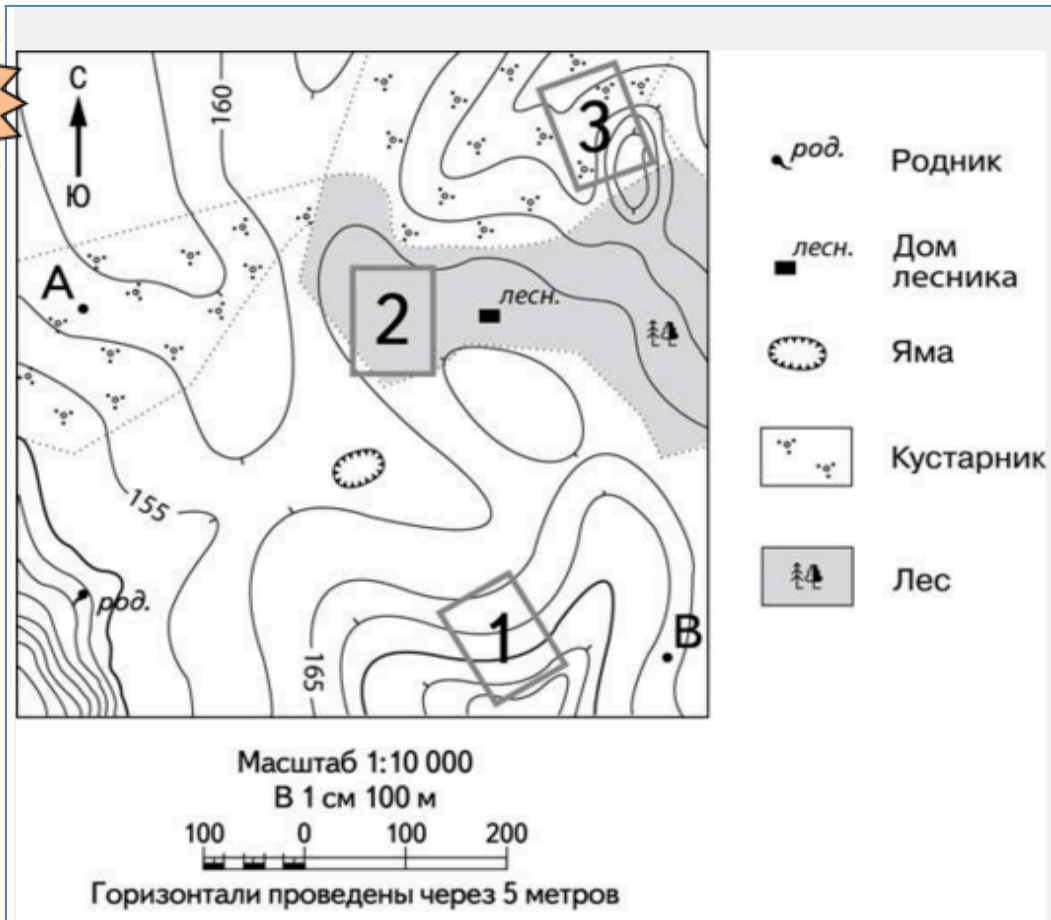 С
Ю
160
3
А
2
лесн.
155
род.
1
В
165
род. Родник
лесн. Дом
лесника
Яма
Кустарник
Лес
Масштаб 1:10 000
В 1 см 100 м
100 0 100 200
Горизонтали проведены через 5 метров